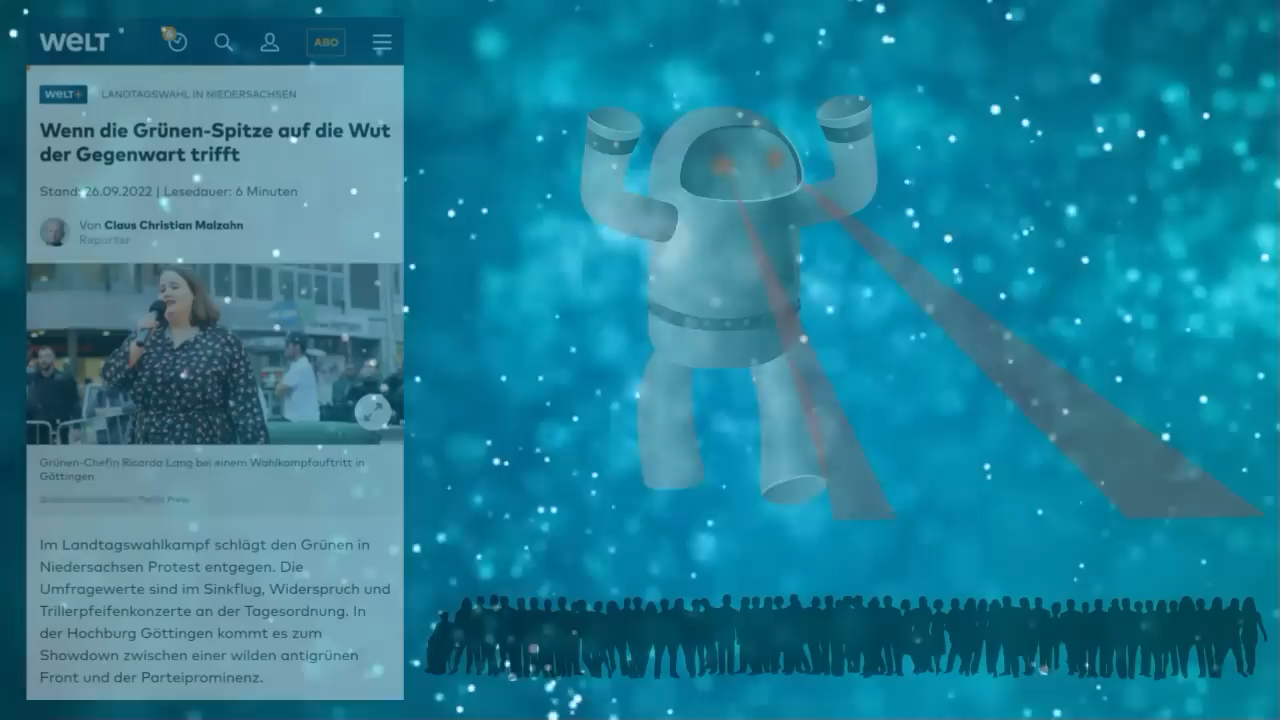 WELT
ABO
WELT+ LANDTAGSWAHL IN NIEDERSACHSEN
Wenn die Grünen-Spitze auf die Wut
der Gegenwart trifft
Stand: 26.09.2022 | Lesedauer: 6 Minuten
Von Claus Christian Malzahn
Reporter
Grünen-Chefin Ricarda Lang bei einem Wahlkampfauftritt in
Göttingen
Im Landtagswahlkampf schlägt den Grünen in
Niedersachsen Protest entgegen. Die
Umfragewerte sind im Sinkflug, Widerspruch und
Trillerpfeifenkonzerte an der Tagesordnung. In
der Hochburg Göttingen kommt es zum
Showdown zwischen einer wilden antigrünen
Front und der Parteiprominenz.